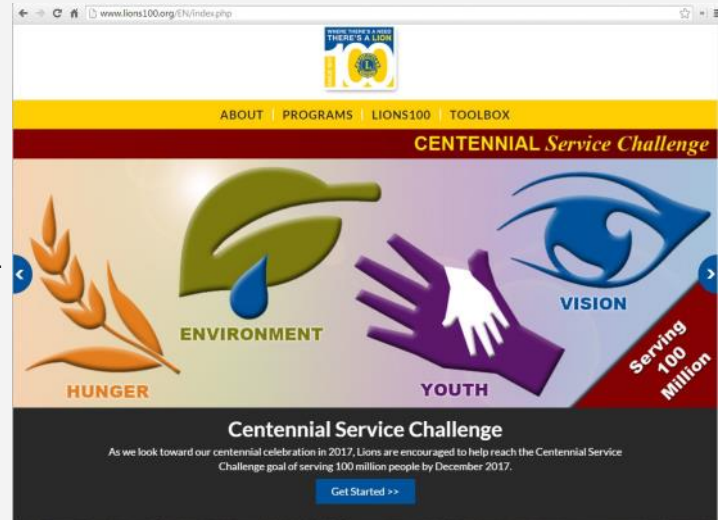 www.lions100.org/EN/index.php
WHERE THERE'S A NEED
THERE'S A LION
100
L
ABOUT PROGRAMS LIONS100 TOOLBOX
CENTENNIAL Service Challenge
HUNGER
ENVIRONMENT
YOUTH
VISION
Serving
100
Million
Centennial Service Challenge
As we look toward our centennial celebration in 2017, Lions are encouraged to help reach the Centennial Service
Challenge goal of serving 100 million people by December 2017.
Get Started >>